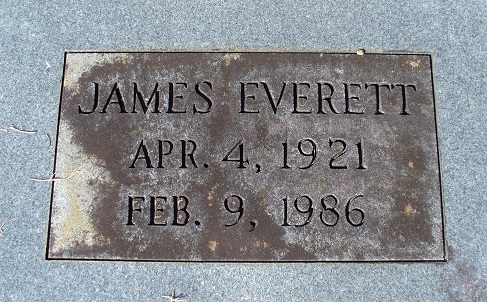 JAMES EVERETT
APR. 4, 1921
FEB. 9, 1986